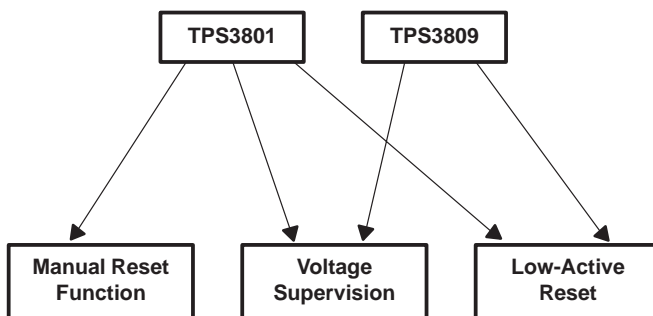 TPS3801
TPS3809
Manual Reset
Function
Voltage
Supervision
Low-Active
Reset